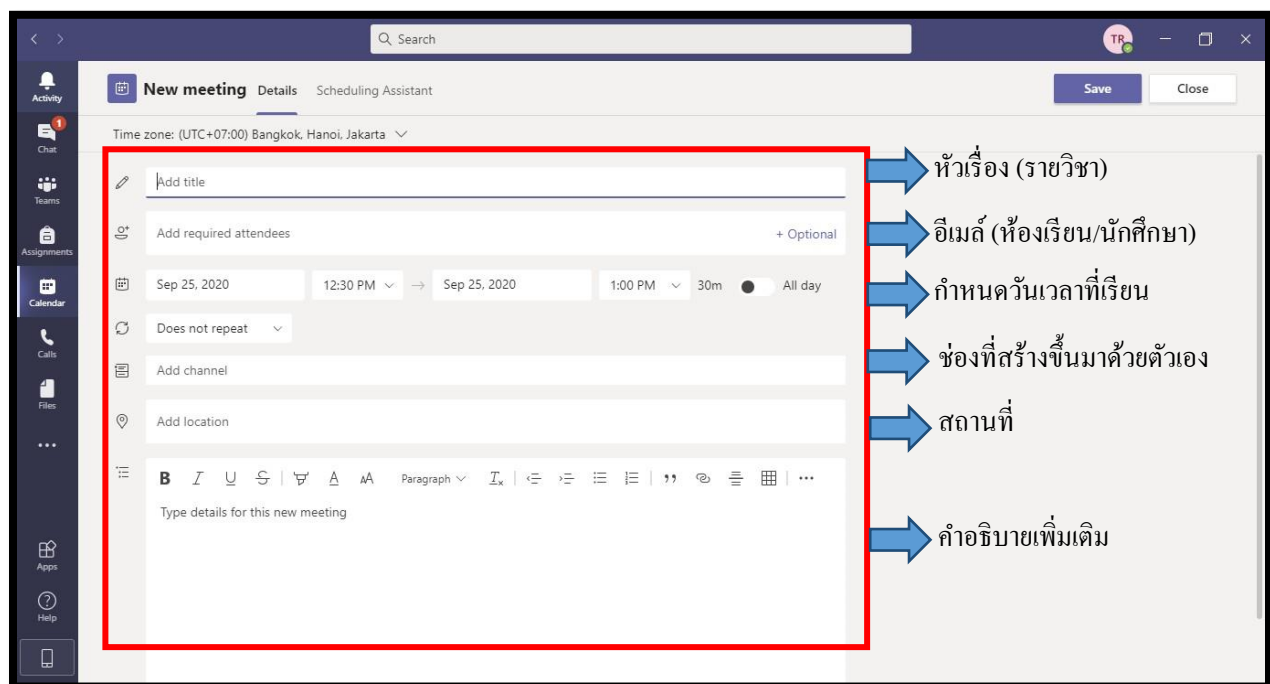 Search
TR
Activity
New meeting Details Scheduling Assistant
Save Close
1
Chat
Time zone: (UTC+07:00) Bangkok, Hanoi, Jakarta
Teams
Add title
หัวเรื่อง (รายวิชา)
Assignments
Add required attendees + Optional
อีเมล์ (ห้องเรียน/นักศึกษา)
Calendar
Sep 25, 2020 12:30 PM → Sep 25, 2020 1:00 PM 30m All day
กำหนดวันเวลาที่เรียน
Does not repeat
Calls
Add channel
ช่องที่สร้างขึ้นมาค้วยตัวเอง
Files
Add location
สถานที่
B I U S A AA Paragraph Tx
Type details for this new meeting
คำอธิบายเพิ่มเติม
Apps
Help